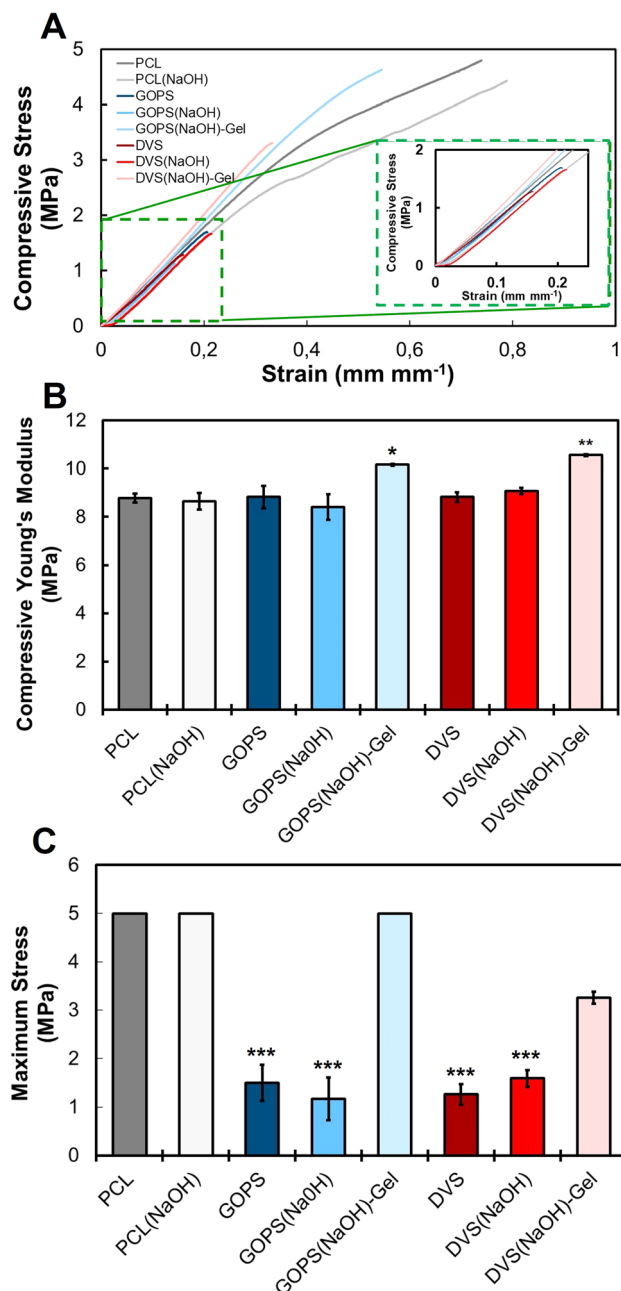 A
Compressive Stress
(MPa)
5
4
3
2
1
0
PCL
PCL(NaOH)
GOPS
GOPS(NaOH)
GOPS(NaOH)-Gel
DVS
DVS(NaOH)
DVS(NaOH)-Gel
Compressive Stress
(MPa)
2
1
0
0
0,1
0,2
Strain (mm mm-1)
0
0,2
0,4
0,6
0,8
1
Strain (mm mm-1)
B
Compressive Young's Modulus
(MPa)
12
10
8
6
4
2
0
*
**
PCL
PCL(NaOH)
GOPS
GOPS(Na0H)
GOPS(NaOH)-Gel
DVS
DVS(NaOH)
DVS(NaOH)-Gel
C
Maximum Stress
(MPa)
6
5
4
3
2
1
0
***
***
***
***
PCL
PCL(NaOH)
GOPS
GOPS(Na0H)
GOPS(NaOH)-Gel
DVS
DVS(NaOH)
DVS(NaOH)-Gel